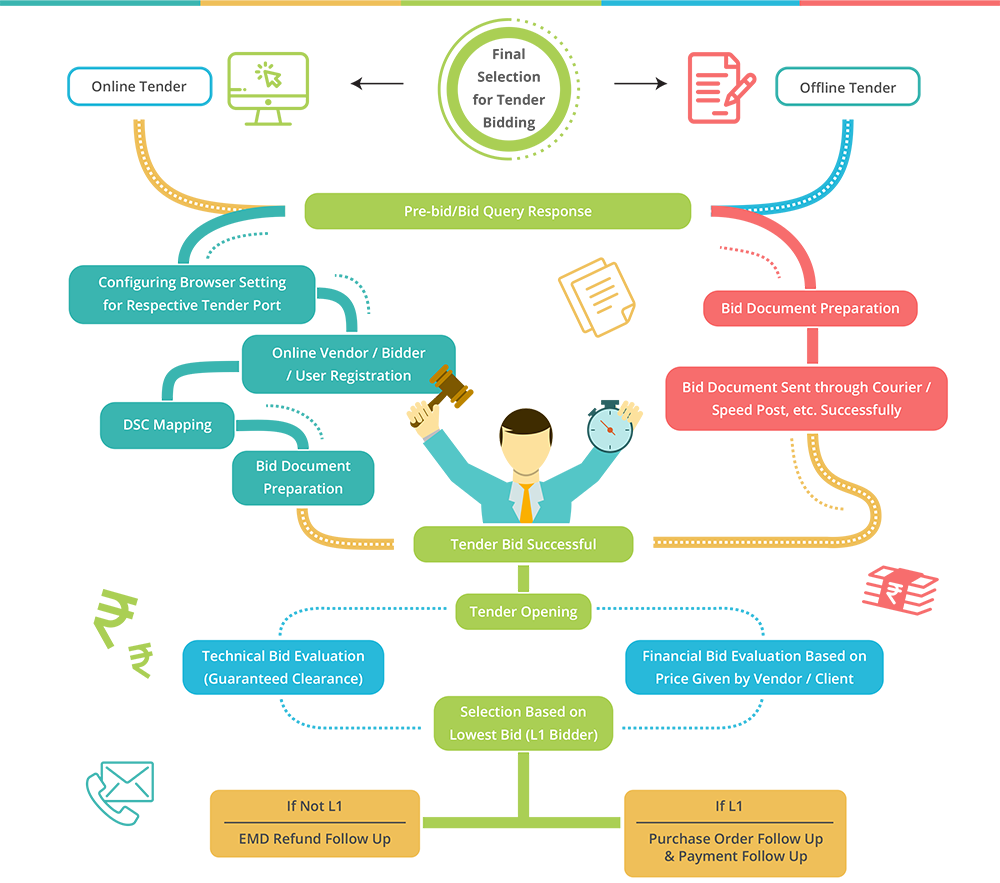 Final
Selection
for Tender
Bidding
Online Tender
Offline Tender
Pre-bid/Bid Query Response
Configuring Browser Setting
for Respective Tender Port
Online Vendor / Bidder
/ User Registration
DSC Mapping
Bid Document
Preparation
Bid Document Preparation
Bid Document Sent through Courier /
Speed Post, etc. Successfully
Tender Bid Successful
Tender Opening
₹
₹
₹
Technical Bid Evaluation
(Guaranteed Clearance)
Financial Bid Evaluation Based on
Price Given by Vendor / Client
Selection Based on
Lowest Bid (L1 Bidder)
If Not L1
EMD Refund Follow Up
If L1
Purchase Order Follow Up
& Payment Follow Up